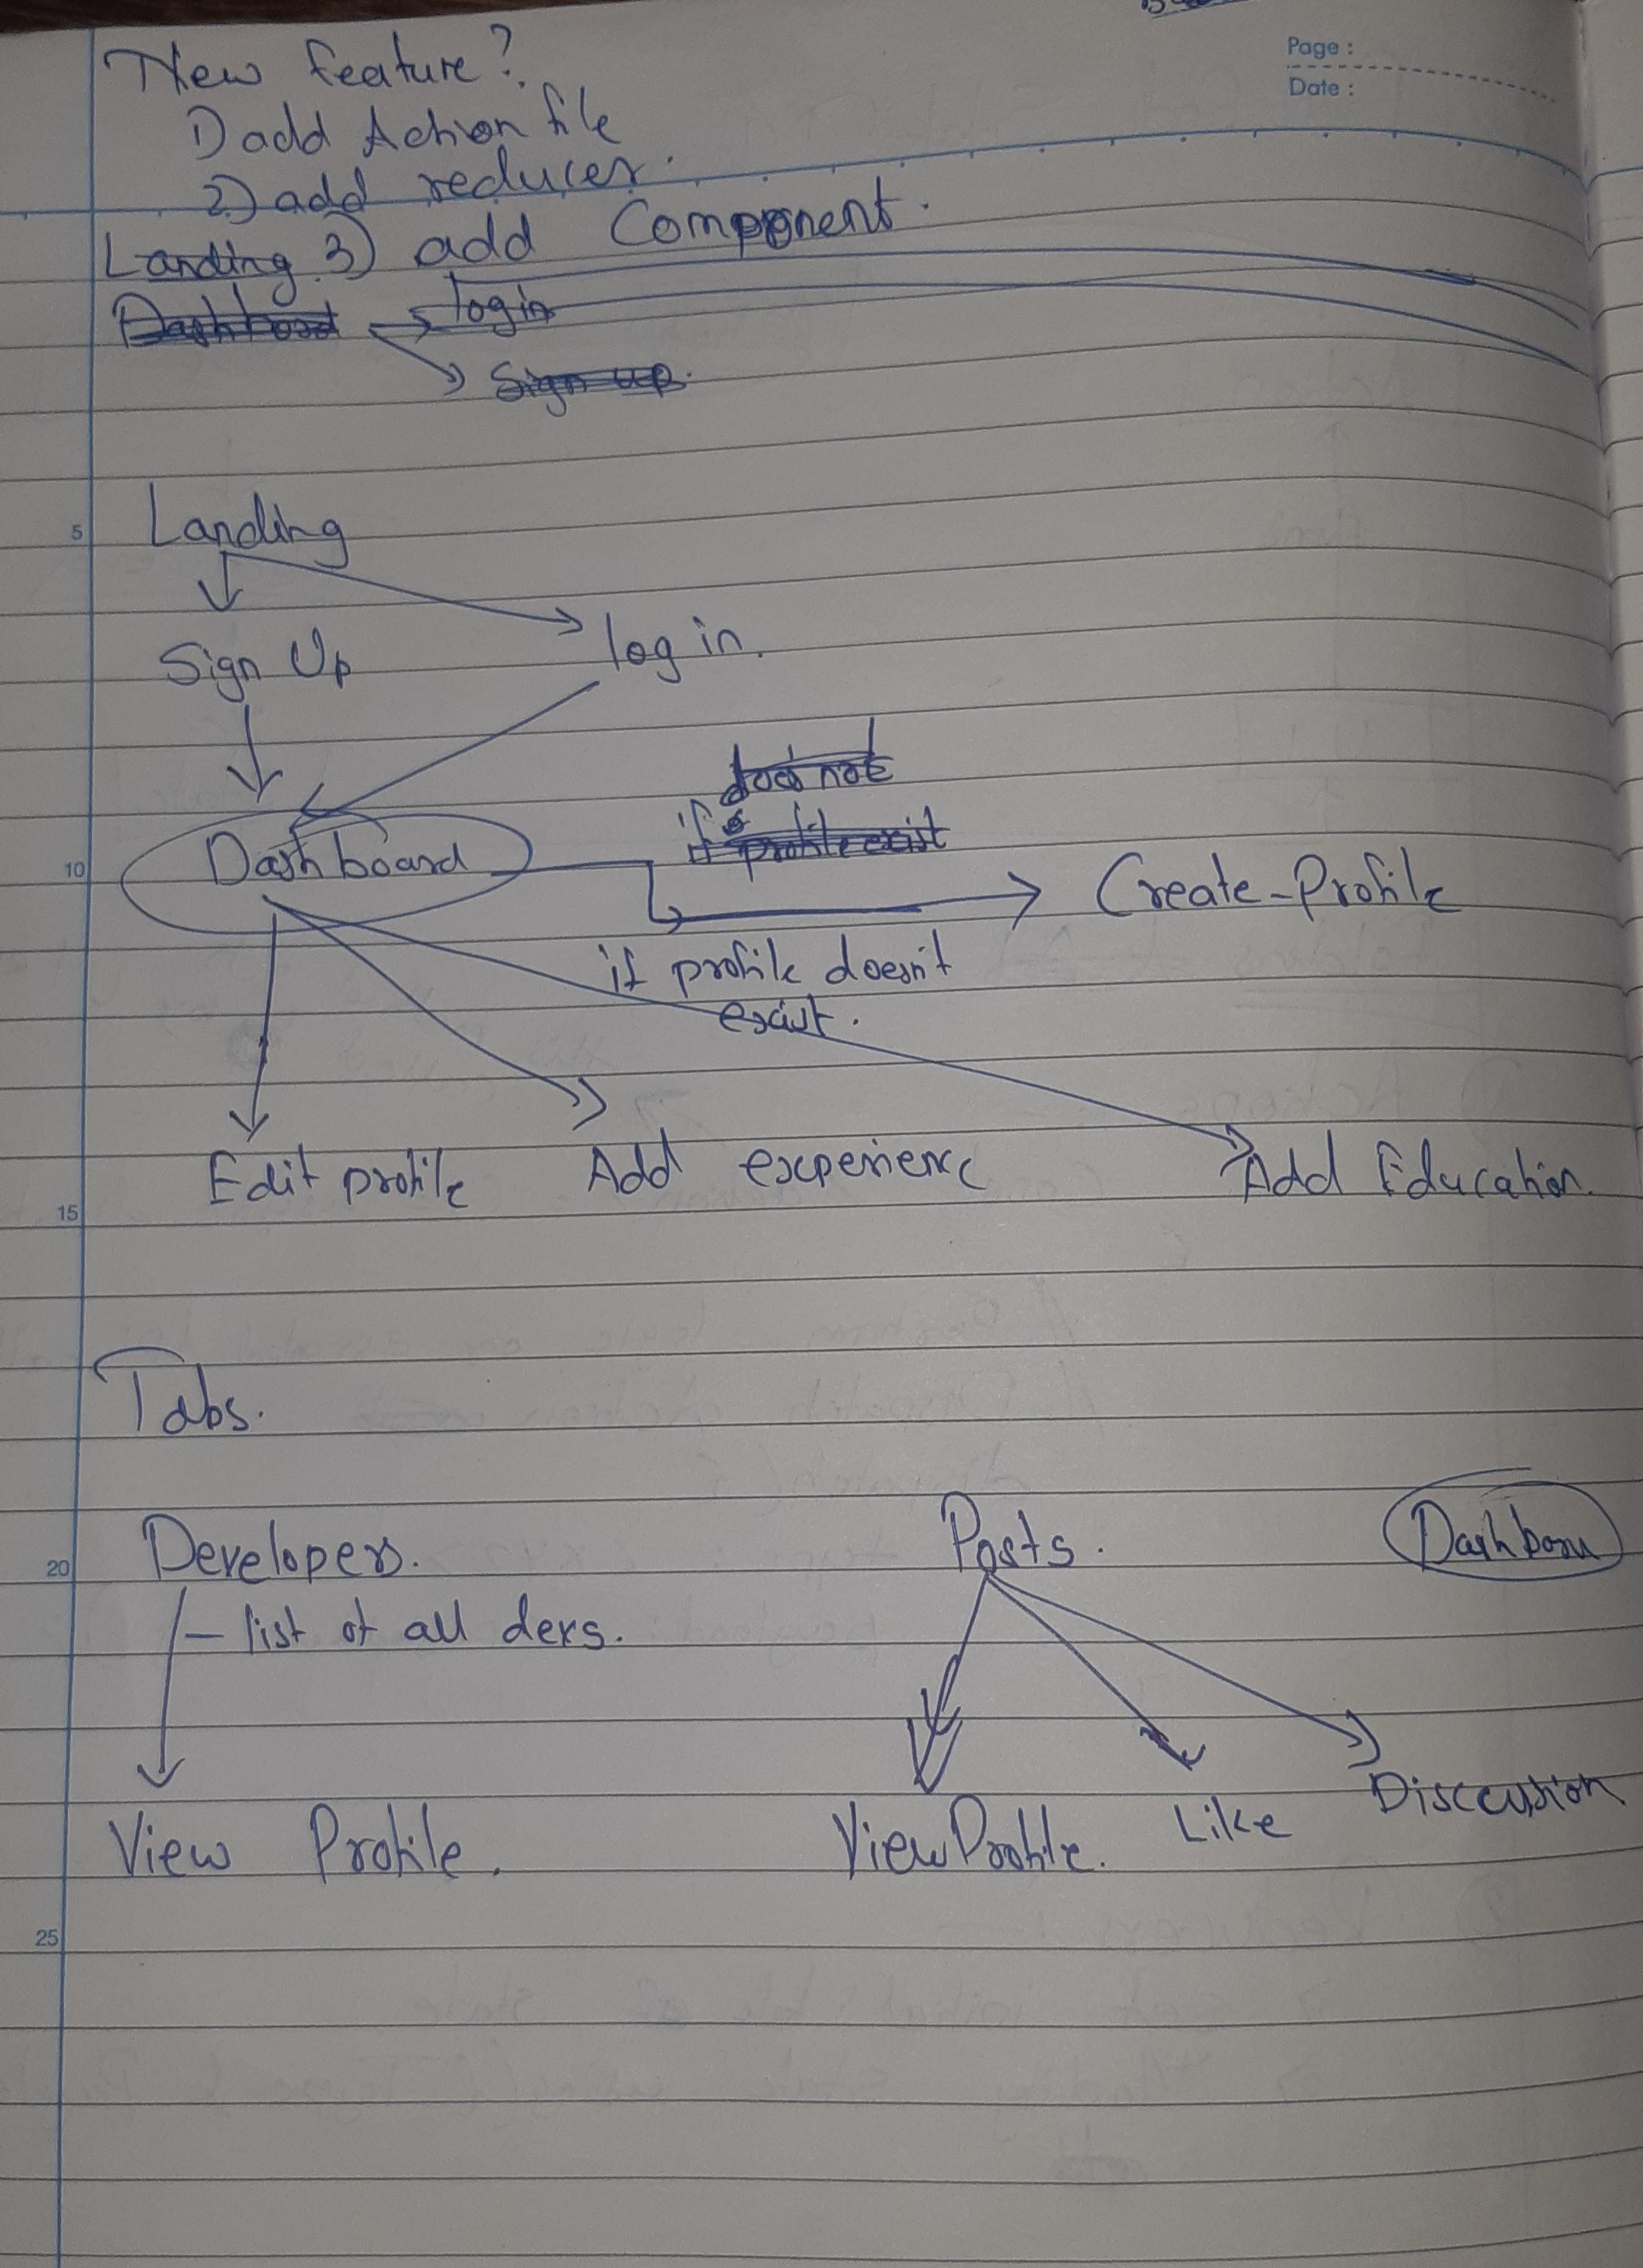 Page :
Date :
New feature?
1) add Action file
2) add reducer.
Landing 3) add Component.
Dashboard login
Sign up.
5
Landing
Sign Up log in.
does not
if profile exist
10
Dashboard
Create-Profile
if profile doesn't
exist.
Edit profile Add experience Add Education.
15
Tabs.
20
Developers. Posts. Dashboard
- list of all devs.
View Profile. View Profile. Like Disccusion
25